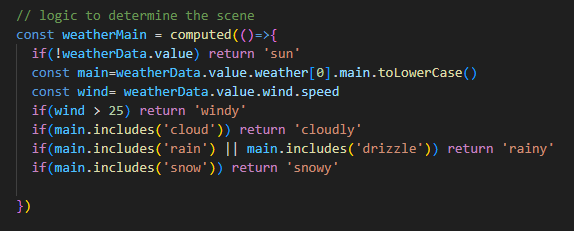 // logic to determine the scene
const weatherMain = computed(()=>{
if(!weatherData.value) return 'sun'
const main=weatherData.value.weather[0].main.toLowerCase()
const wind= weatherData.value.wind.speed
if(wind > 25) return 'windy'
if(main.includes('cloud')) return 'cloudly'
if(main.includes('rain') || main.includes('drizzle')) return 'rainy'
if(main.includes('snow')) return 'snowy'
})